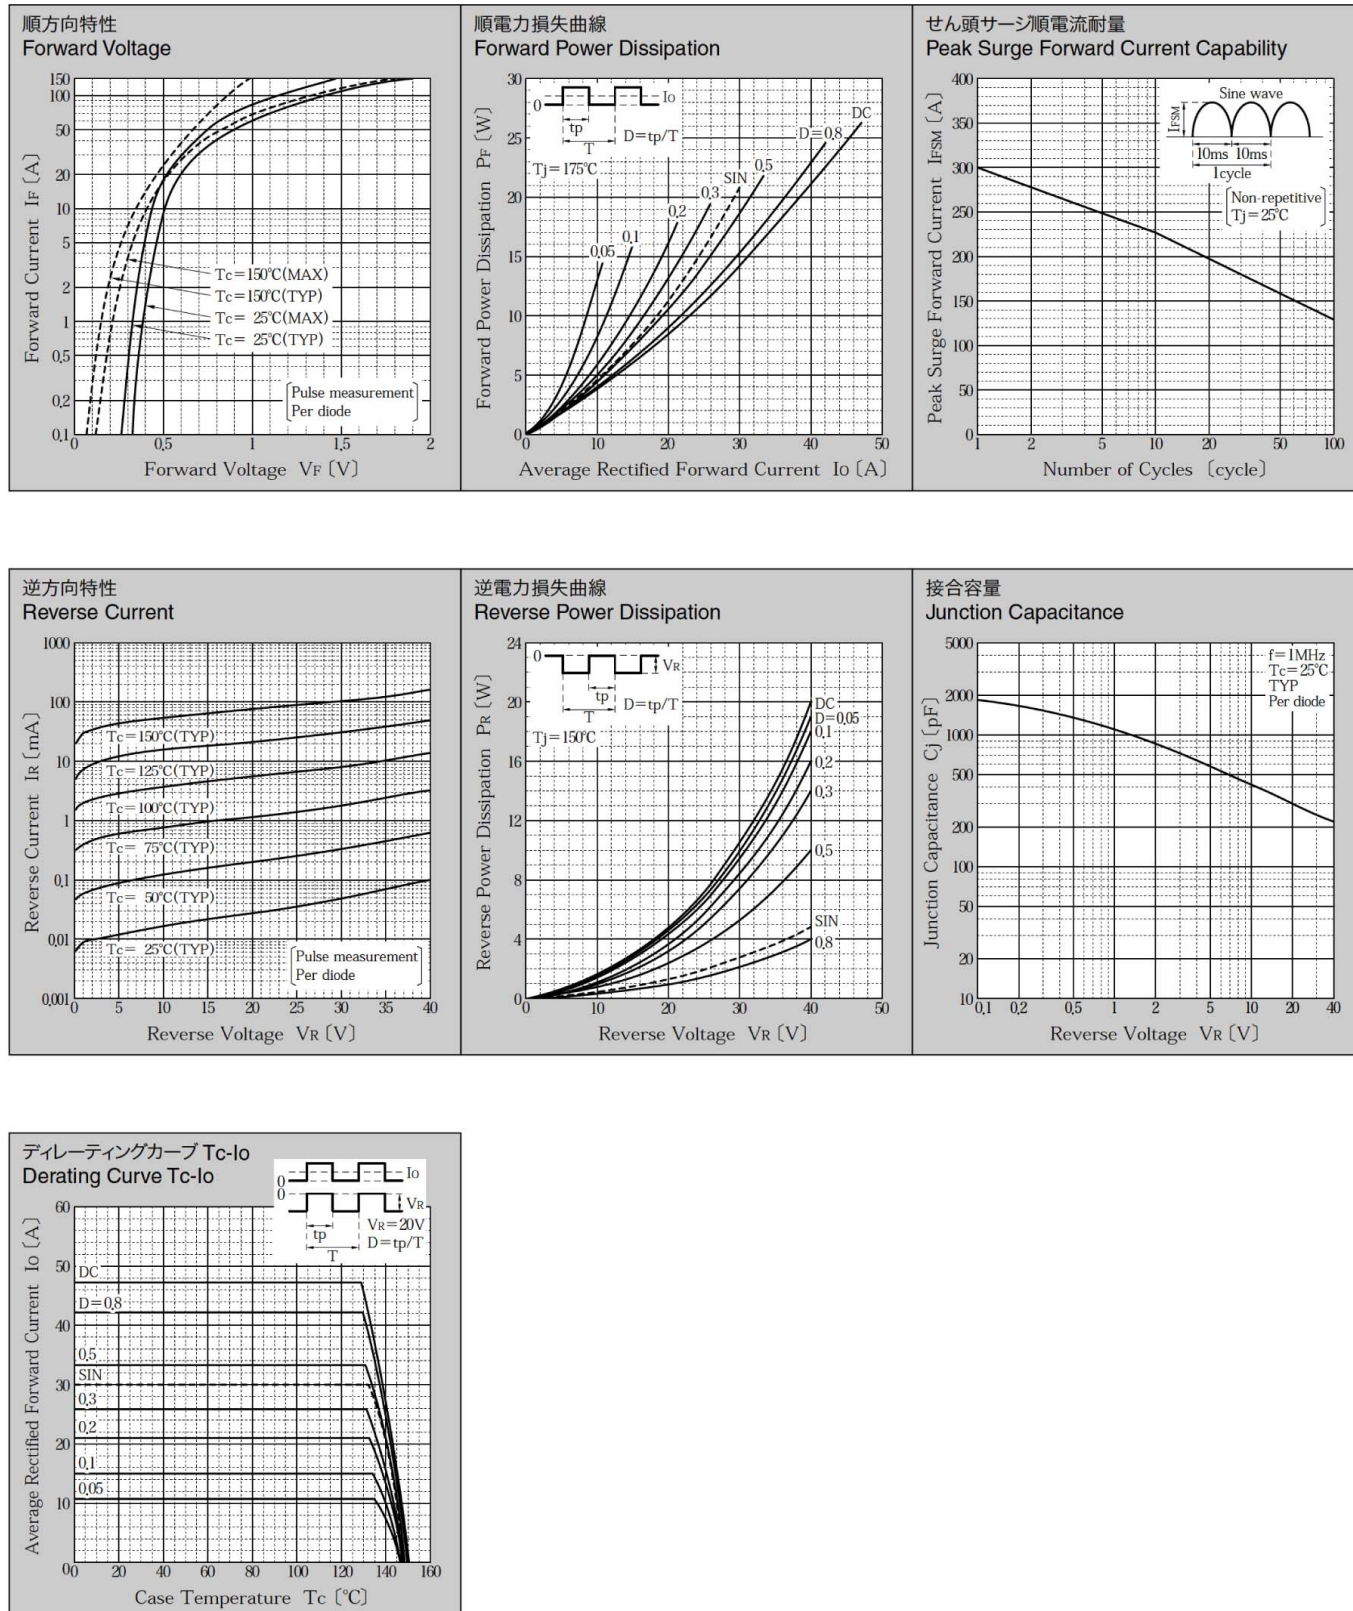 順方向特性
Forward Voltage
150
100
50
20
10
5
2
1
0.5
0.2
0.1
Forward Current IF [A]
Tc=150℃(MAX)
Tc=150℃(TYP)
Tc= 25℃(MAX)
Tc= 25℃(TYP)
Pulse measurement
Per diode
0.5 1 1.5 2
Forward Voltage VF [V]
順電力損失曲線
Forward Power Dissipation
30
25
20
15
10
5
0
Forward Power Dissipation PF [W]
0 Io
tp
T D=tp/T
Tj=175℃
DC
D=0.8
0.5
SIN
0.3
0.2
0.1
0.05
0 10 20 30 40 50
Average Rectified Forward Current Io [A]
せん頭サージ順電流耐量
Peak Surge Forward Current Capability
400
350
300
250
200
150
100
50
0
Peak Surge Forward Current IFSM [A]
Sine wave
IFSM
10ms 10ms
1cycle
Non-repetitive
Tj=25℃
1 2 5 10 20 50 100
Number of Cycles [cycle]
逆方向特性
Reverse Current
1000
100
10
1
0.1
0.01
0.001
Reverse Current IR [mA]
Tc=150℃(TYP)
Tc=125℃(TYP)
Tc=100℃(TYP)
Tc= 75℃(TYP)
Tc= 50℃(TYP)
Tc= 25℃(TYP)
Pulse measurement
Per diode
0 5 10 15 20 25 30 35 40
Reverse Voltage VR [V]
逆電力損失曲線
Reverse Power Dissipation
24
20
16
12
8
4
0
Reverse Power Dissipation PR [W]
0 VR
tp
T D=tp/T
Tj=150℃
DC
D=0.05
0.1
0.2
0.3
0.5
SIN
0.8
0 10 20 30 40 50
Reverse Voltage VR [V]
接合容量
Junction Capacitance
5000
2000
1000
500
200
100
50
20
10
Junction Capacitance Cj [pF]
f=1MHz
Tc=25℃
TYP
Per diode
0.1 0.2 0.5 1 2 5 10 20 40
Reverse Voltage VR [V]
ディレーティングカーブ Tc-Io
Derating Curve Tc-Io
0 Io
0 VR
tp VR=20V
T D=tp/T
60
50
40
30
20
10
0
Average Rectified Forward Current Io [A]
DC
D=0.8
0.5
SIN
0.3
0.2
0.1
0.05
0 20 40 60 80 100 120 140 160
Case Temperature Tc [℃]